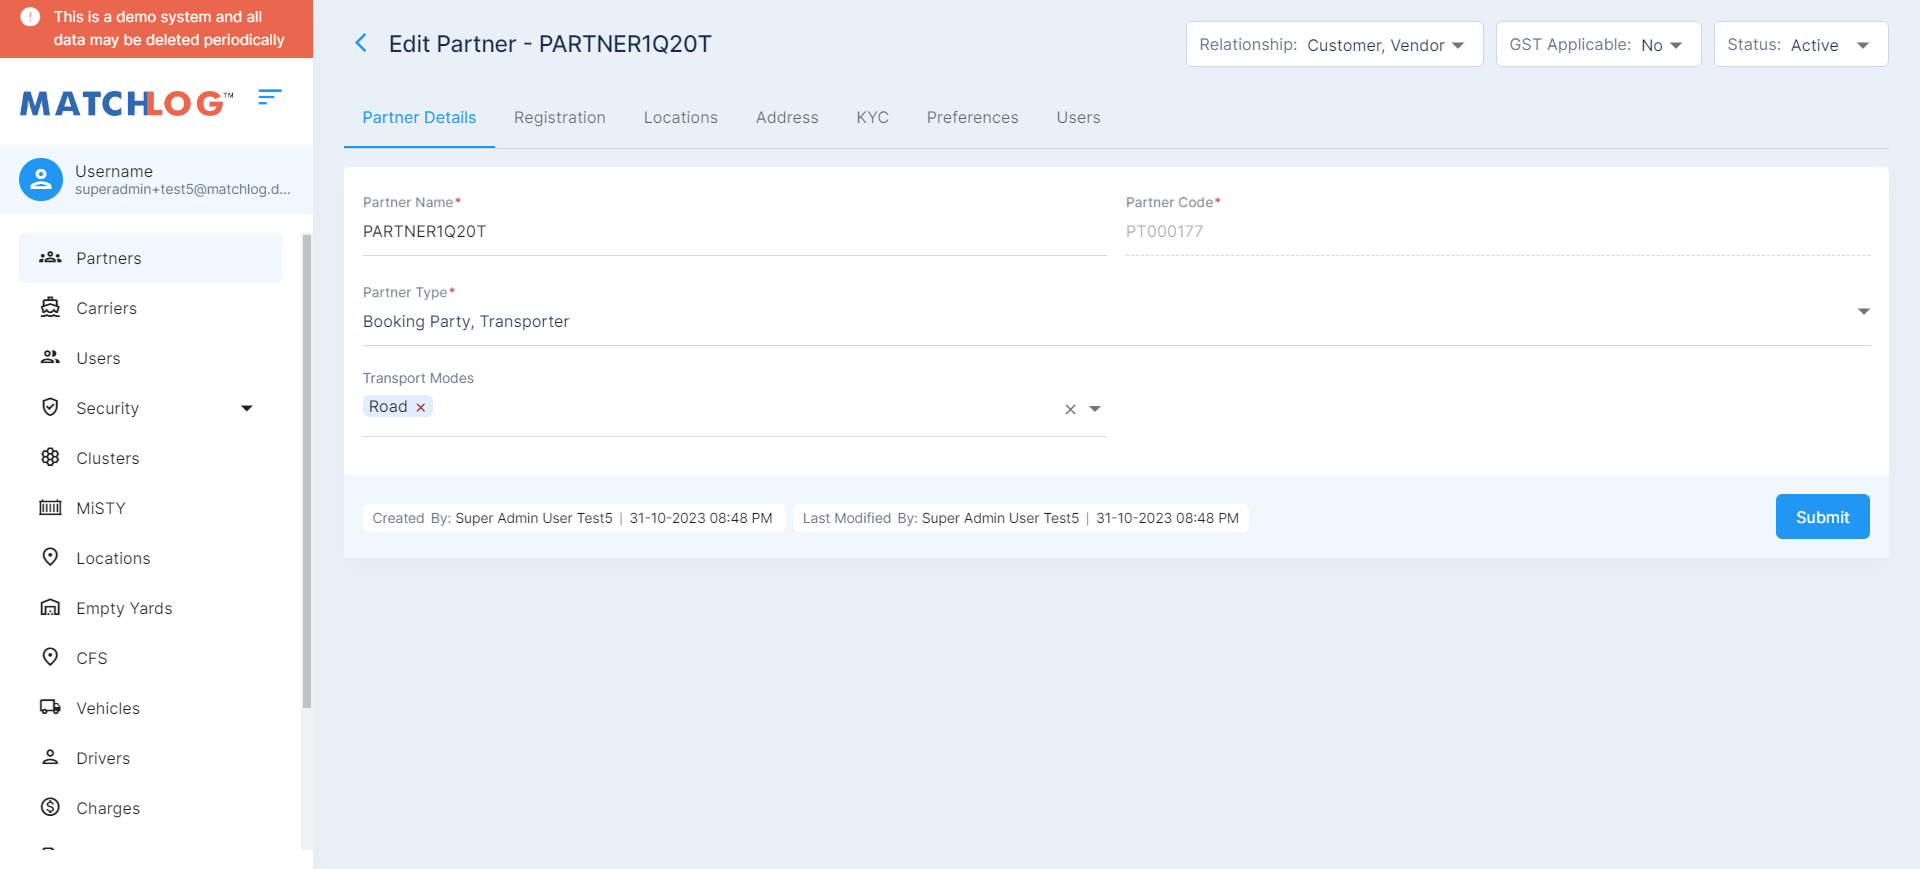 This is a demo system and all
data may be deleted periodically
MATCHLOG™
Username
superadmin+test5@matchlog.d...
Partners
Carriers
Users
Security
Clusters
MiSTY
Locations
Empty Yards
CFS
Vehicles
Drivers
Charges
Edit Partner - PARTNER1Q20T
Relationship: Customer, Vendor
GST Applicable: No
Status: Active
Partner Details
Registration
Locations
Address
KYC
Preferences
Users
Partner Name*
PARTNER1Q20T
Partner Code*
PT000177
Partner Type*
Booking Party, Transporter
Transport Modes
Road
Created By: Super Admin User Test5 | 31-10-2023 08:48 PM
Last Modified By: Super Admin User Test5 | 31-10-2023 08:48 PM
Submit